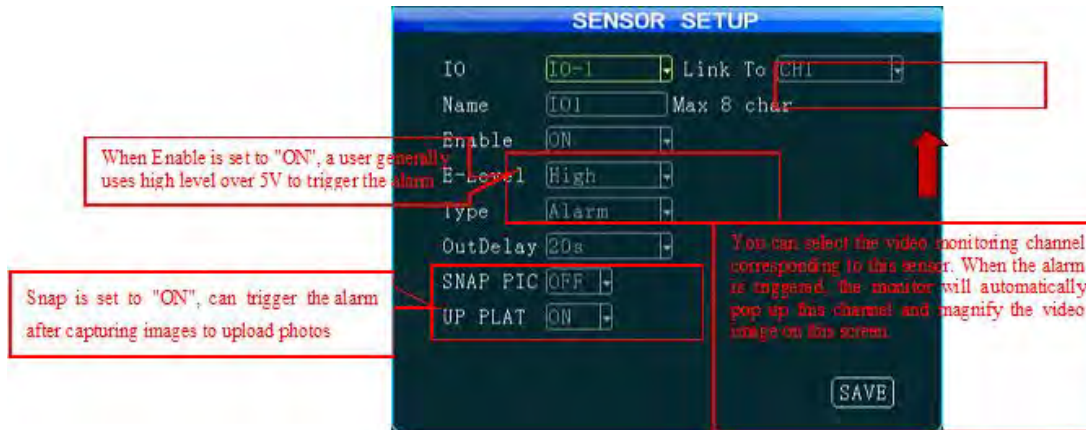 SENSOR SETUP
IO IO-1 Link To CH1
Name IO1 Max 8 char
Enable ON
E-Level High
Type Alarm
OutDelay 20s
SNAP PIC OFF
UP PLAT ON
SAVE
When Enable is set to "ON", a user generally
uses high level over 5V to trigger the alarm
Snap is set to "ON", can trigger the alarm
after capturing images to upload photos
You can select the video monitoring channel
corresponding to this sensor. When the alarm
is triggered, the monitor will automatically
pop up this channel and magnify the video
image on this screen